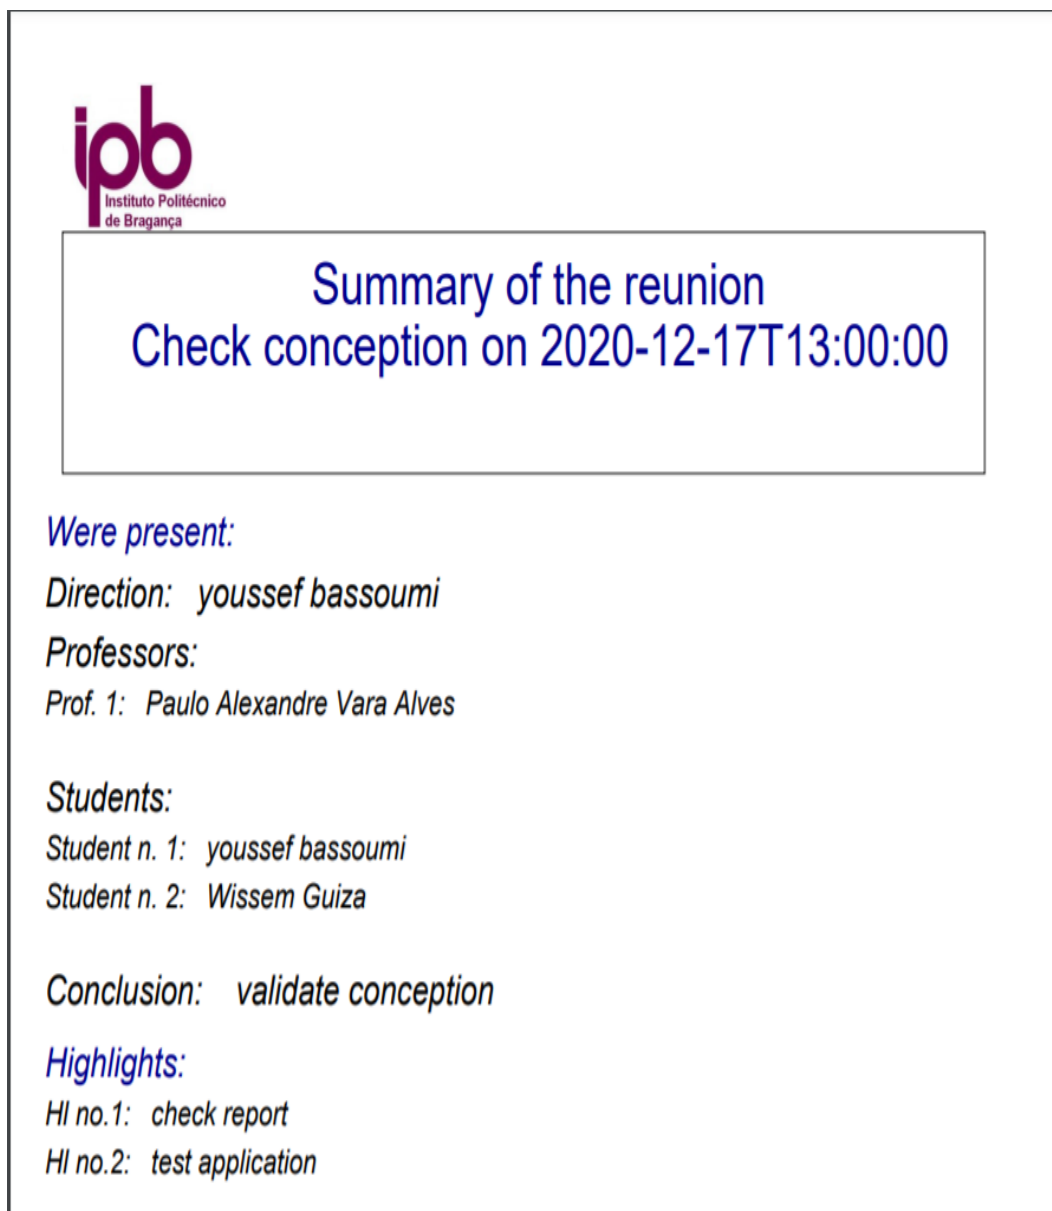 ipb
Instituto Politécnico
de Bragança
Summary of the reunion
Check conception on 2020-12-17T13:00:00
Were present:
Direction: youssef bassoumi
Professors:
Prof. 1: Paulo Alexandre Vara Alves
Students:
Student n. 1: youssef bassoumi
Student n. 2: Wissem Guiza
Conclusion: validate conception
Highlights:
Hl no.1: check report
Hl no.2: test application